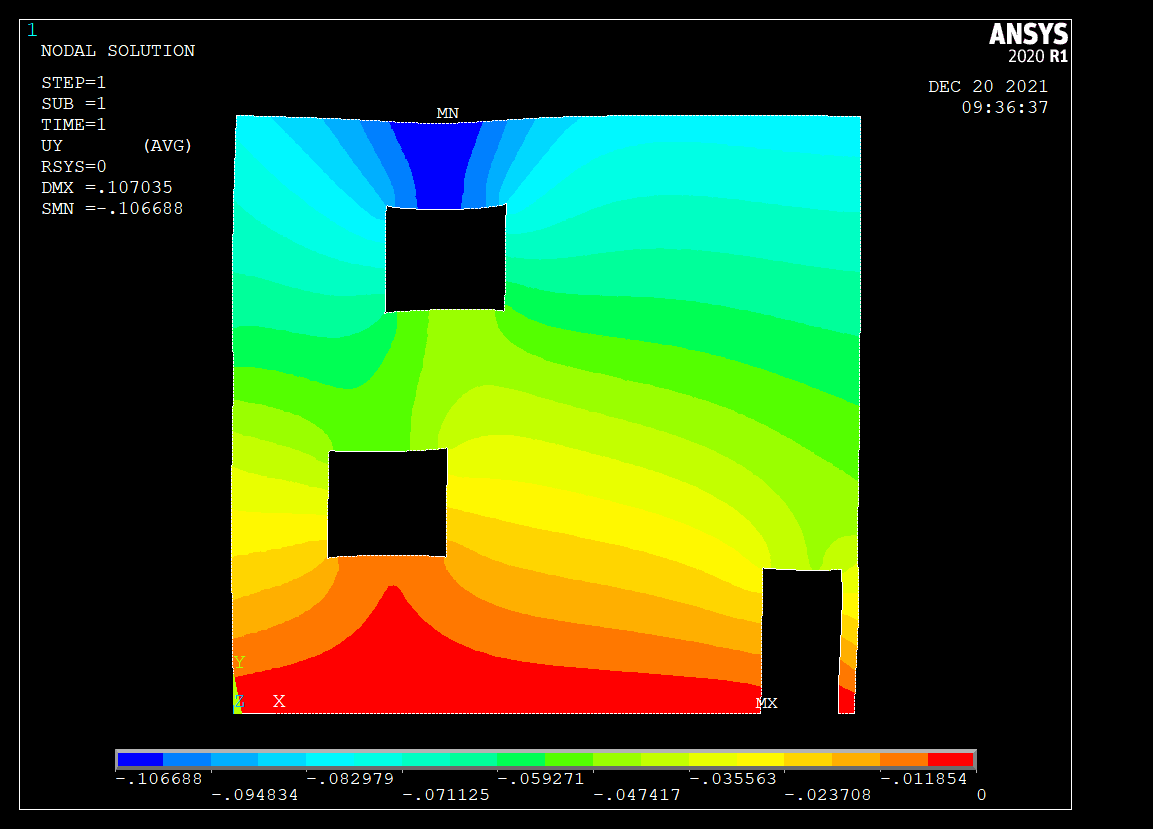 1
ANSYS
2020 R1
NODAL SOLUTION
STEP=1
SUB =1
TIME=1
UY (AVG)
RSYS=0
DMX =.107035
SMN =-.106688
DEC 20 2021
09:36:37
MN
Y
Z X
MX
-.106688 -.082979 -.059271 -.035563 -.011854
-.094834 -.071125 -.047417 -.023708 0